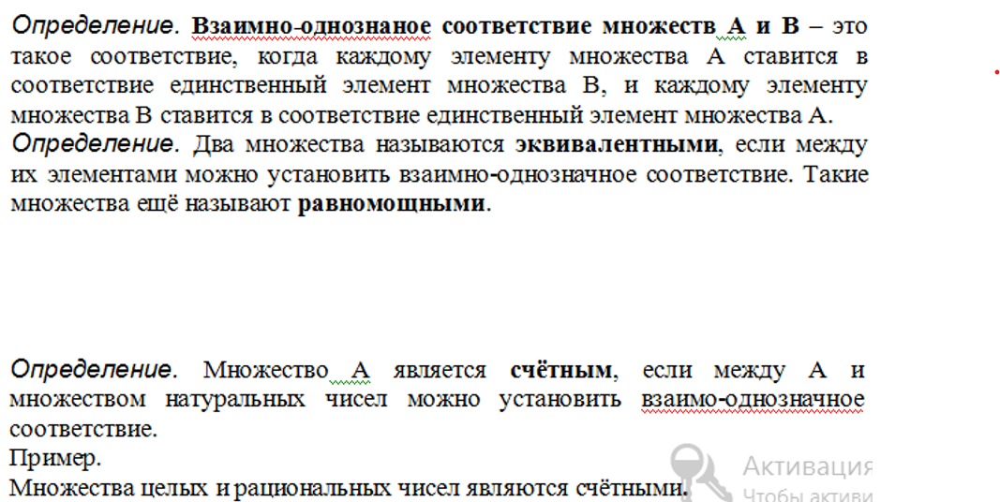 Определение. Взаимно-однознаное соответствие множеств А и В – это
такое соответствие, когда каждому элементу множества А ставится в
соответствие единственный элемент множества В, и каждому элементу
множества В ставится в соответствие единственный элемент множества А.
Определение. Два множества называются эквивалентными, если между
их элементами можно установить взаимно-однозначное соответствие. Такие
множества ещё называют равномощными.
Определение. Множество А является счётным, если между А и
множеством натуральных чисел можно установить взаимо-однозначное
соответствие.
Пример.
Множества целых и рациональных чисел являются счётными.
Активация
Чтобы активи